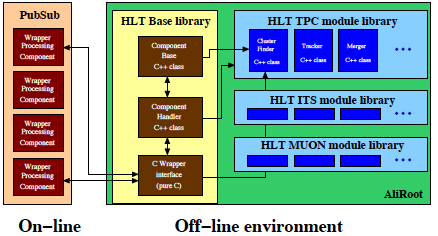 PubSub
Wrapper
Processing
Component
Wrapper
Processing
Component
Wrapper
Processing
Component
Wrapper
Processing
Component
HLT Base library
Component
Base
C++ class
Component
Handler
C++ class
C Wrapper
interface
(pure C)
HLT TPC module library
Cluster
Finder
C++ class
Tracker
C++ class
Merger
C++ class
HLT ITS module library
HLT MUON module library
AliRoot
On-line
Off-line environment